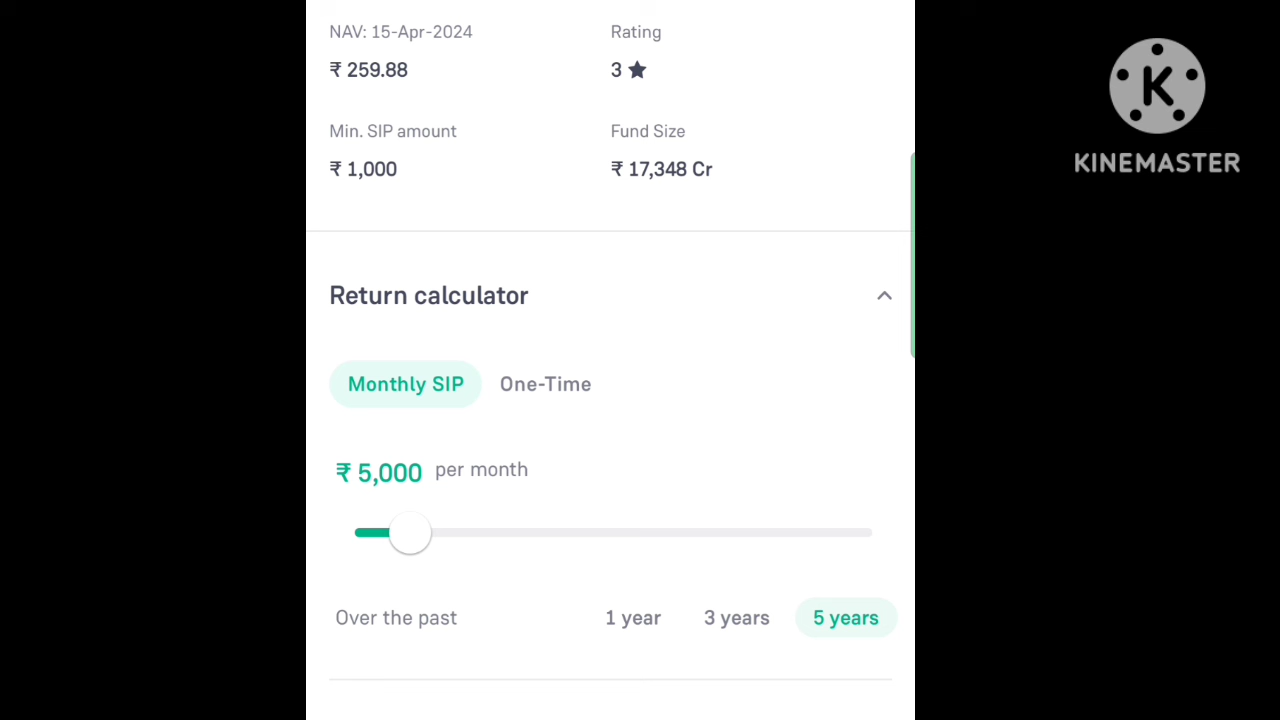 NAV: 15-Apr-2024 Rating
₹ 259.88 3 ★
Min. SIP amount Fund Size
₹ 1,000 ₹ 17,348 Cr
K
KINEMASTER
Return calculator
Monthly SIP One-Time
₹ 5,000 per month
Over the past 1 year 3 years 5 years